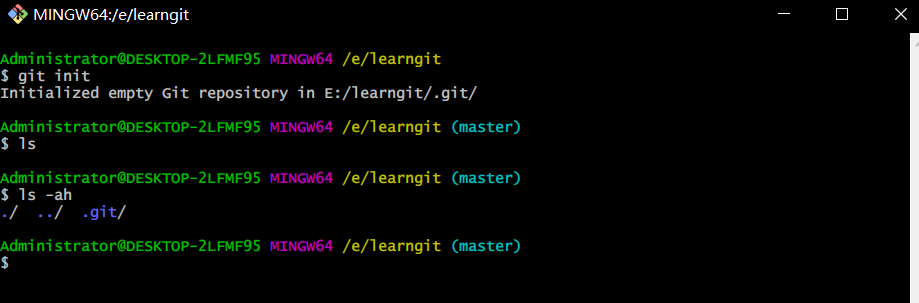 MINGW64:/e/learngit
Administrator@DESKTOP-2LFMF95 MINGW64 /e/learngit
$ git init
Initialized empty Git repository in E:/learngit/.git/
Administrator@DESKTOP-2LFMF95 MINGW64 /e/learngit (master)
$ ls
Administrator@DESKTOP-2LFMF95 MINGW64 /e/learngit (master)
$ ls -ah
./  ../  .git/
Administrator@DESKTOP-2LFMF95 MINGW64 /e/learngit (master)
$